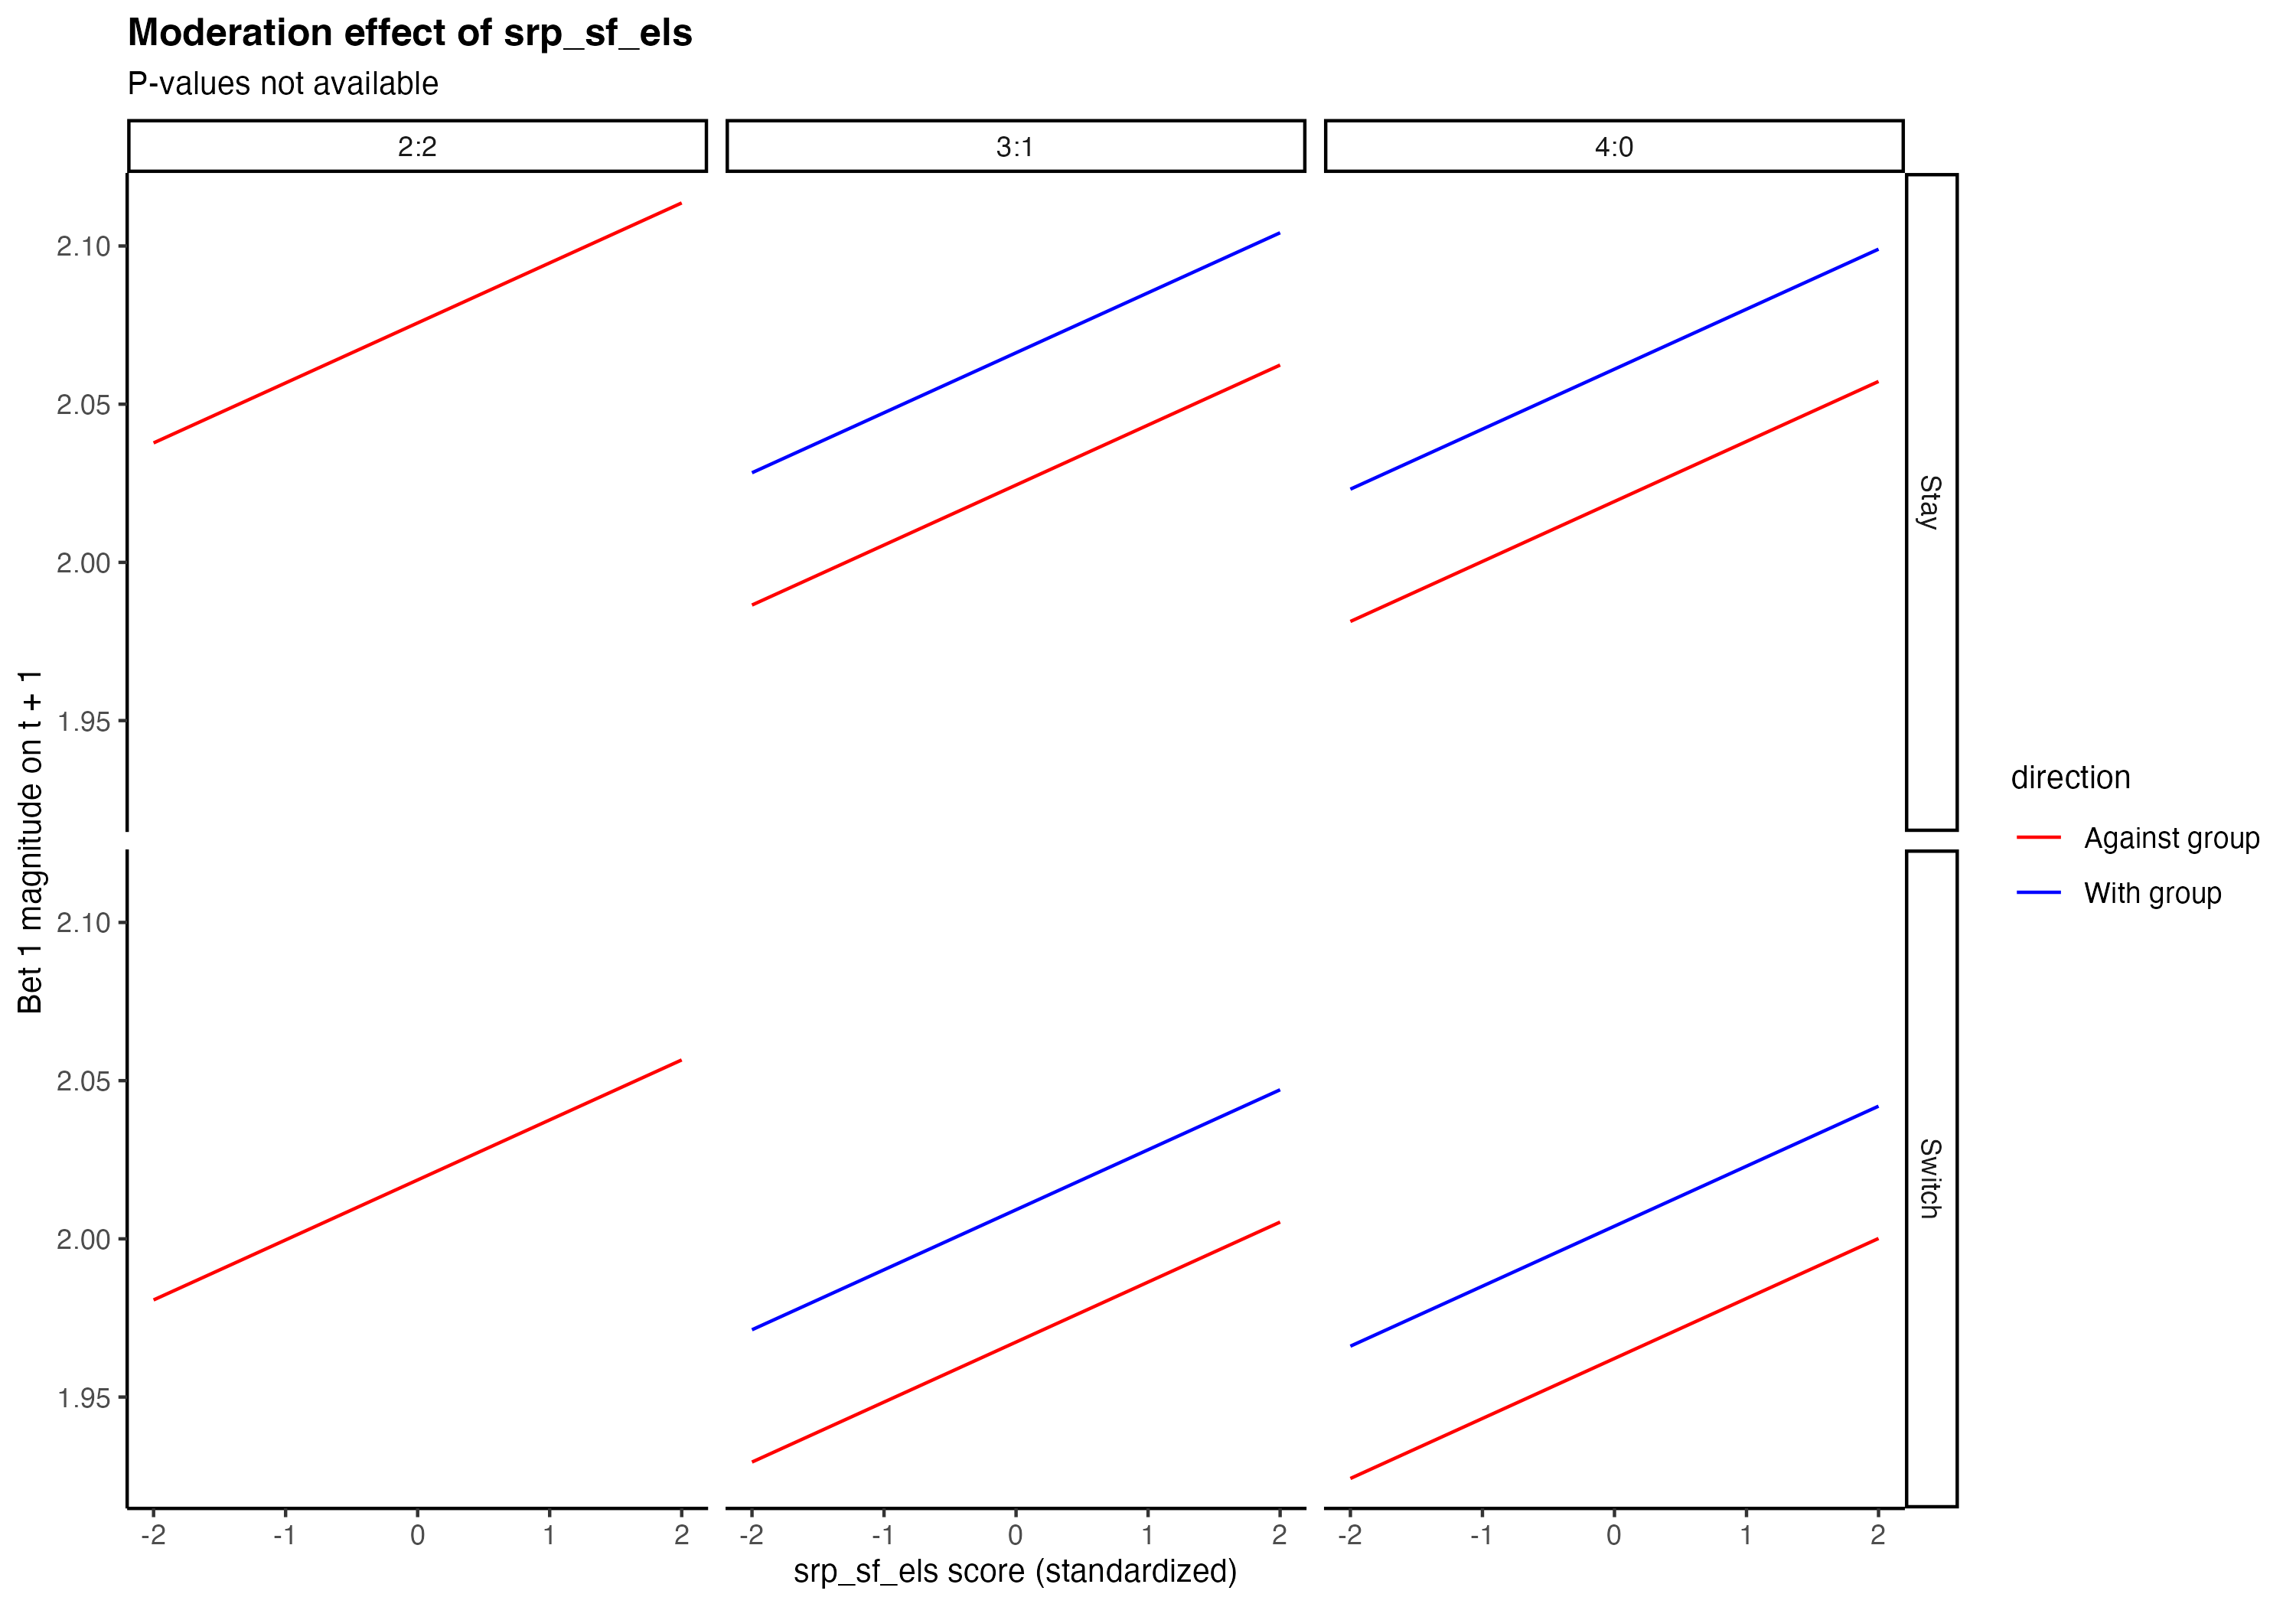 Moderation effect of srp_sf_els
P-values not available
2:2 3:1 4:0
2.10
2.05
2.00
1.95
Stay
2.10
2.05
2.00
1.95
Switch
Bet 1 magnitude on t + 1
-2 -1 0 1 2 -2 -1 0 1 2 -2 -1 0 1 2
srp_sf_els score (standardized)
direction
Against group
With group